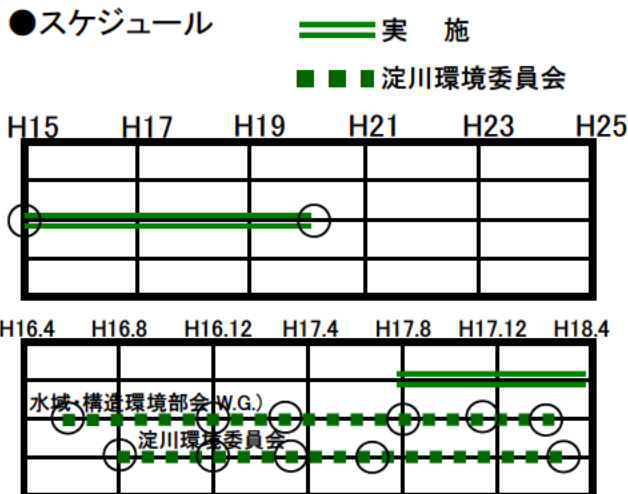 ●スケジュール
実 施
淀川環境委員会
H15 H17 H19 H21 H23 H25
H16.4 H16.8 H16.12 H17.4 H17.8 H17.12 H18.4
水域・構造環境部会W.G.)
淀川環境委員会